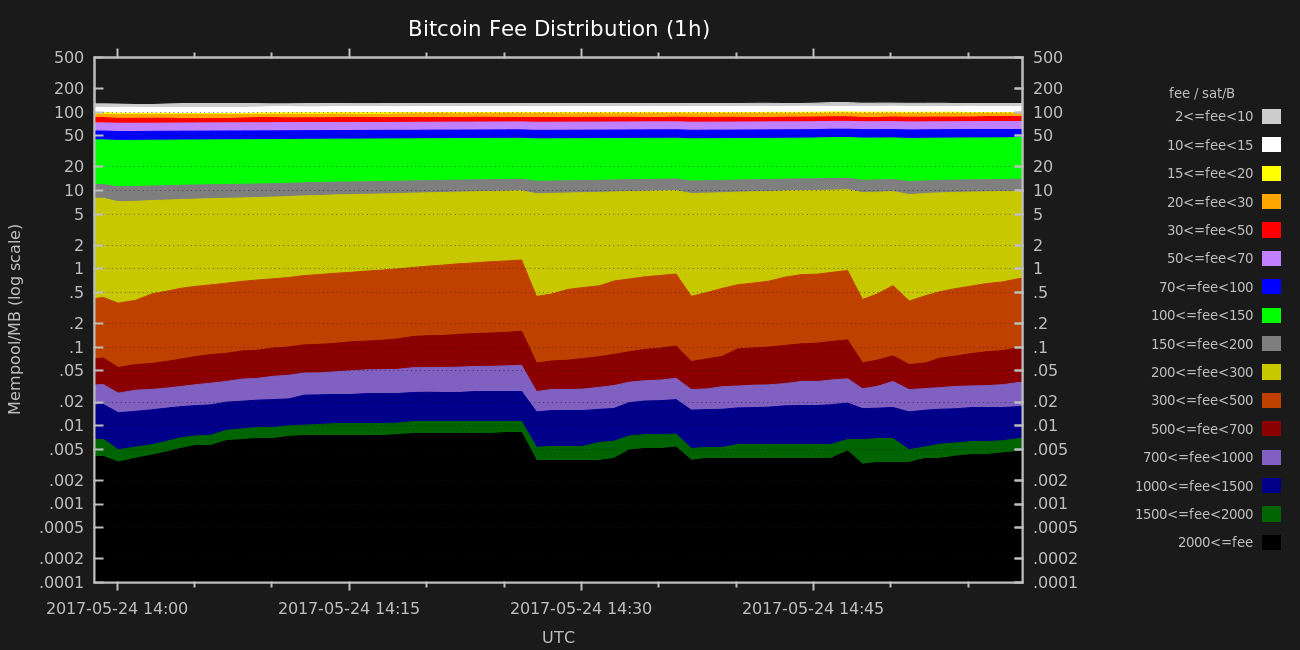 Bitcoin Fee Distribution (1h)
500 500
200 200
100 100
50 50
20 20
10 10
5 5
2 2
1 1
.5 .5
.2 .2
.1 .1
.05 .05
.02 .02
.01 .01
.005 .005
.002 .002
.001 .001
.0005 .0005
.0002 .0002
.0001 .0001
Mempool/MB (log scale)
2017-05-24 14:00 2017-05-24 14:15 2017-05-24 14:30 2017-05-24 14:45
UTC
fee / sat/B
2<=fee<10
10<=fee<15
15<=fee<20
20<=fee<30
30<=fee<50
50<=fee<70
70<=fee<100
100<=fee<150
150<=fee<200
200<=fee<300
300<=fee<500
500<=fee<700
700<=fee<1000
1000<=fee<1500
1500<=fee<2000
2000<=fee